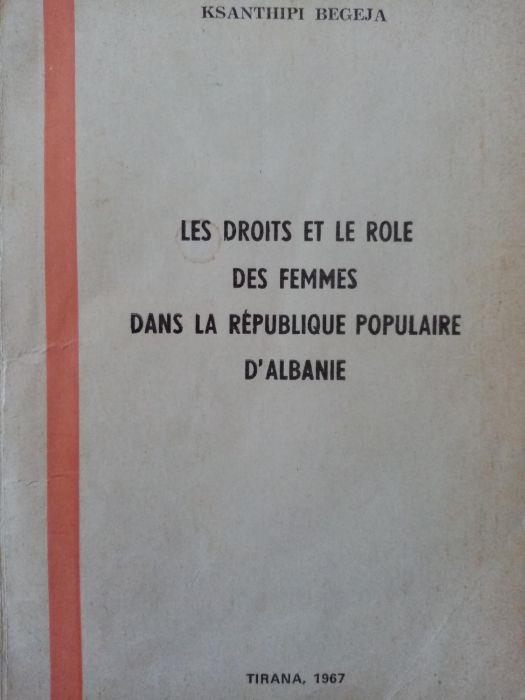 KSANTHIPI BEGEJA
LES DROITS ET LE ROLE
DES FEMMES
DANS LA RÉPUBLIQUE POPULAIRE
D'ALBANIE
TIRANA, 1967